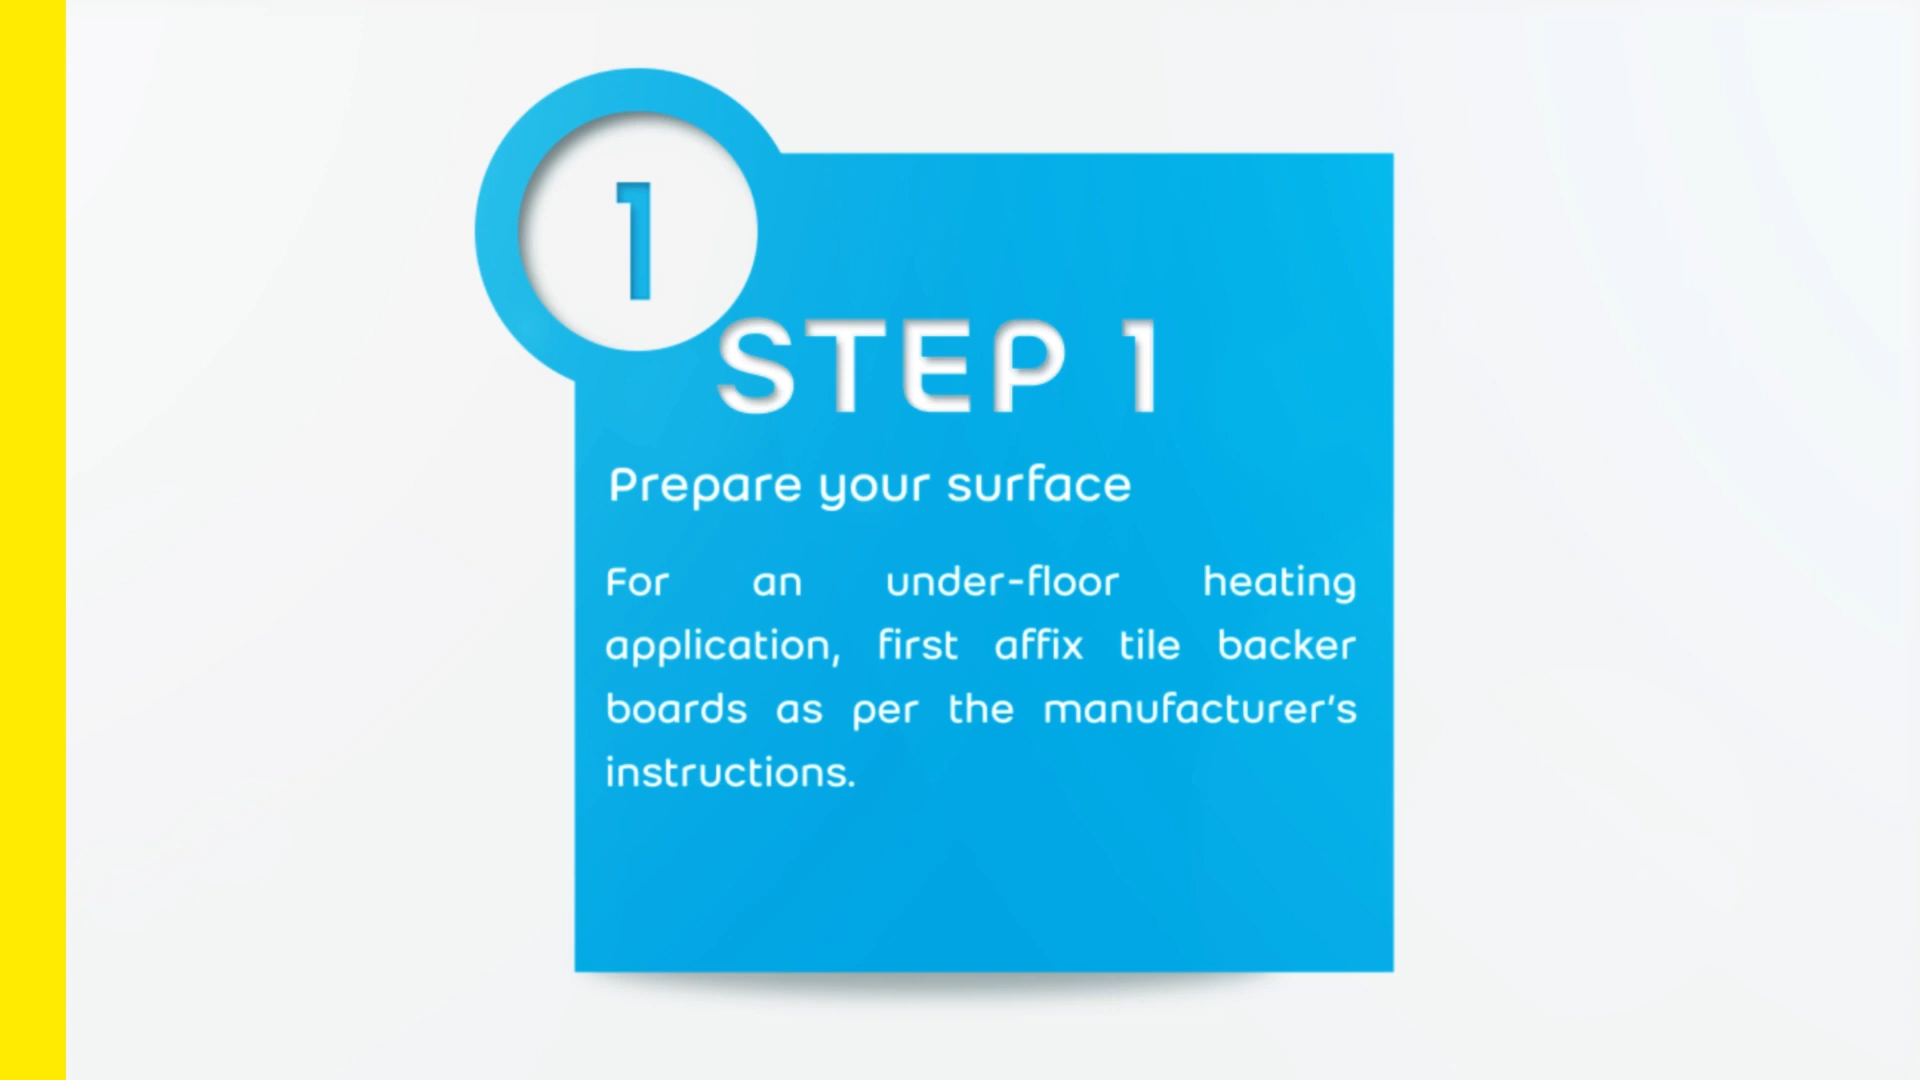 1
STEP 1
Prepare your surface
For an under-floor heating
application, first affix tile backer
boards as per the manufacturer's
instructions.